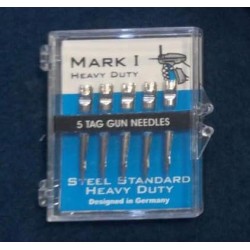 MARK I
HEAVY DUTY
5 TAG GUN NEEDLES
STEEL STANDARD
HEAVY DUTY
Designed in Germany